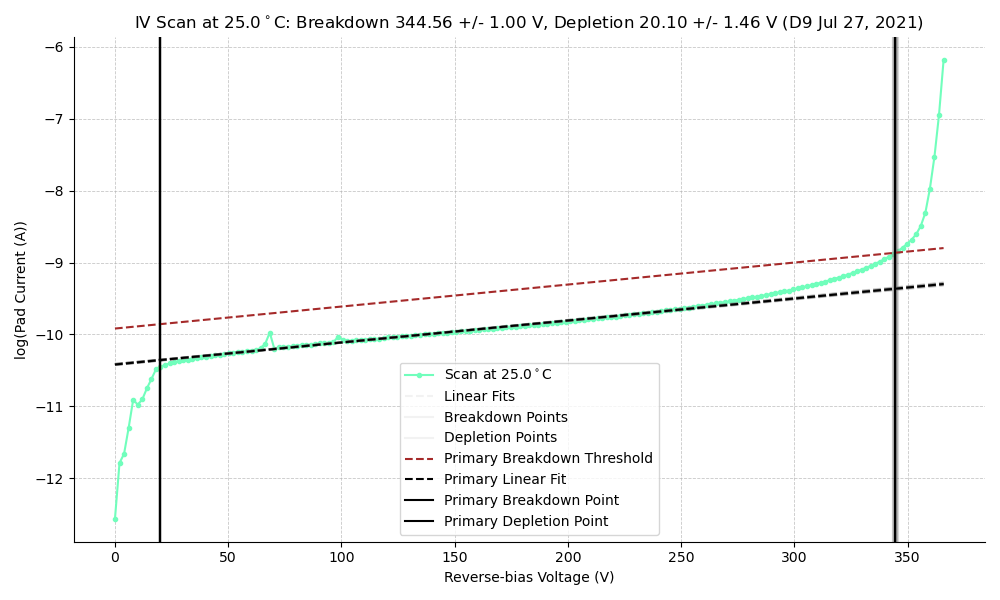 IV Scan at 25.0°C: Breakdown 344.56 +/- 1.00 V, Depletion 20.10 +/- 1.46 V (D9 Jul 27, 2021)
log(Pad Current (A))
−6
−7
−8
−9
−10
−11
−12
Scan at 25.0°C
Linear Fits
Breakdown Points
Depletion Points
Primary Breakdown Threshold
Primary Linear Fit
Primary Breakdown Point
Primary Depletion Point
0 50 100 150 200 250 300 350
Reverse-bias Voltage (V)